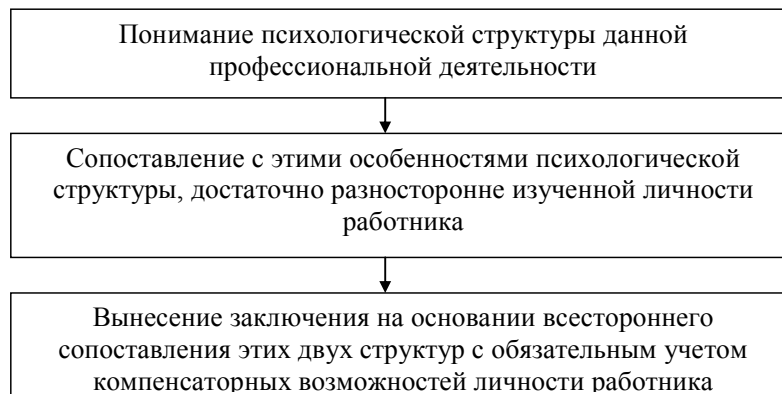 Понимание психологической структуры данной
профессиональной деятельности
Сопоставление с этими особенностями психологической
структуры, достаточно разносторонне изученной личности
работника
Вынесение заключения на основании всестороннего
сопоставления этих двух структур с обязательным учетом
компенсаторных возможностей личности работника